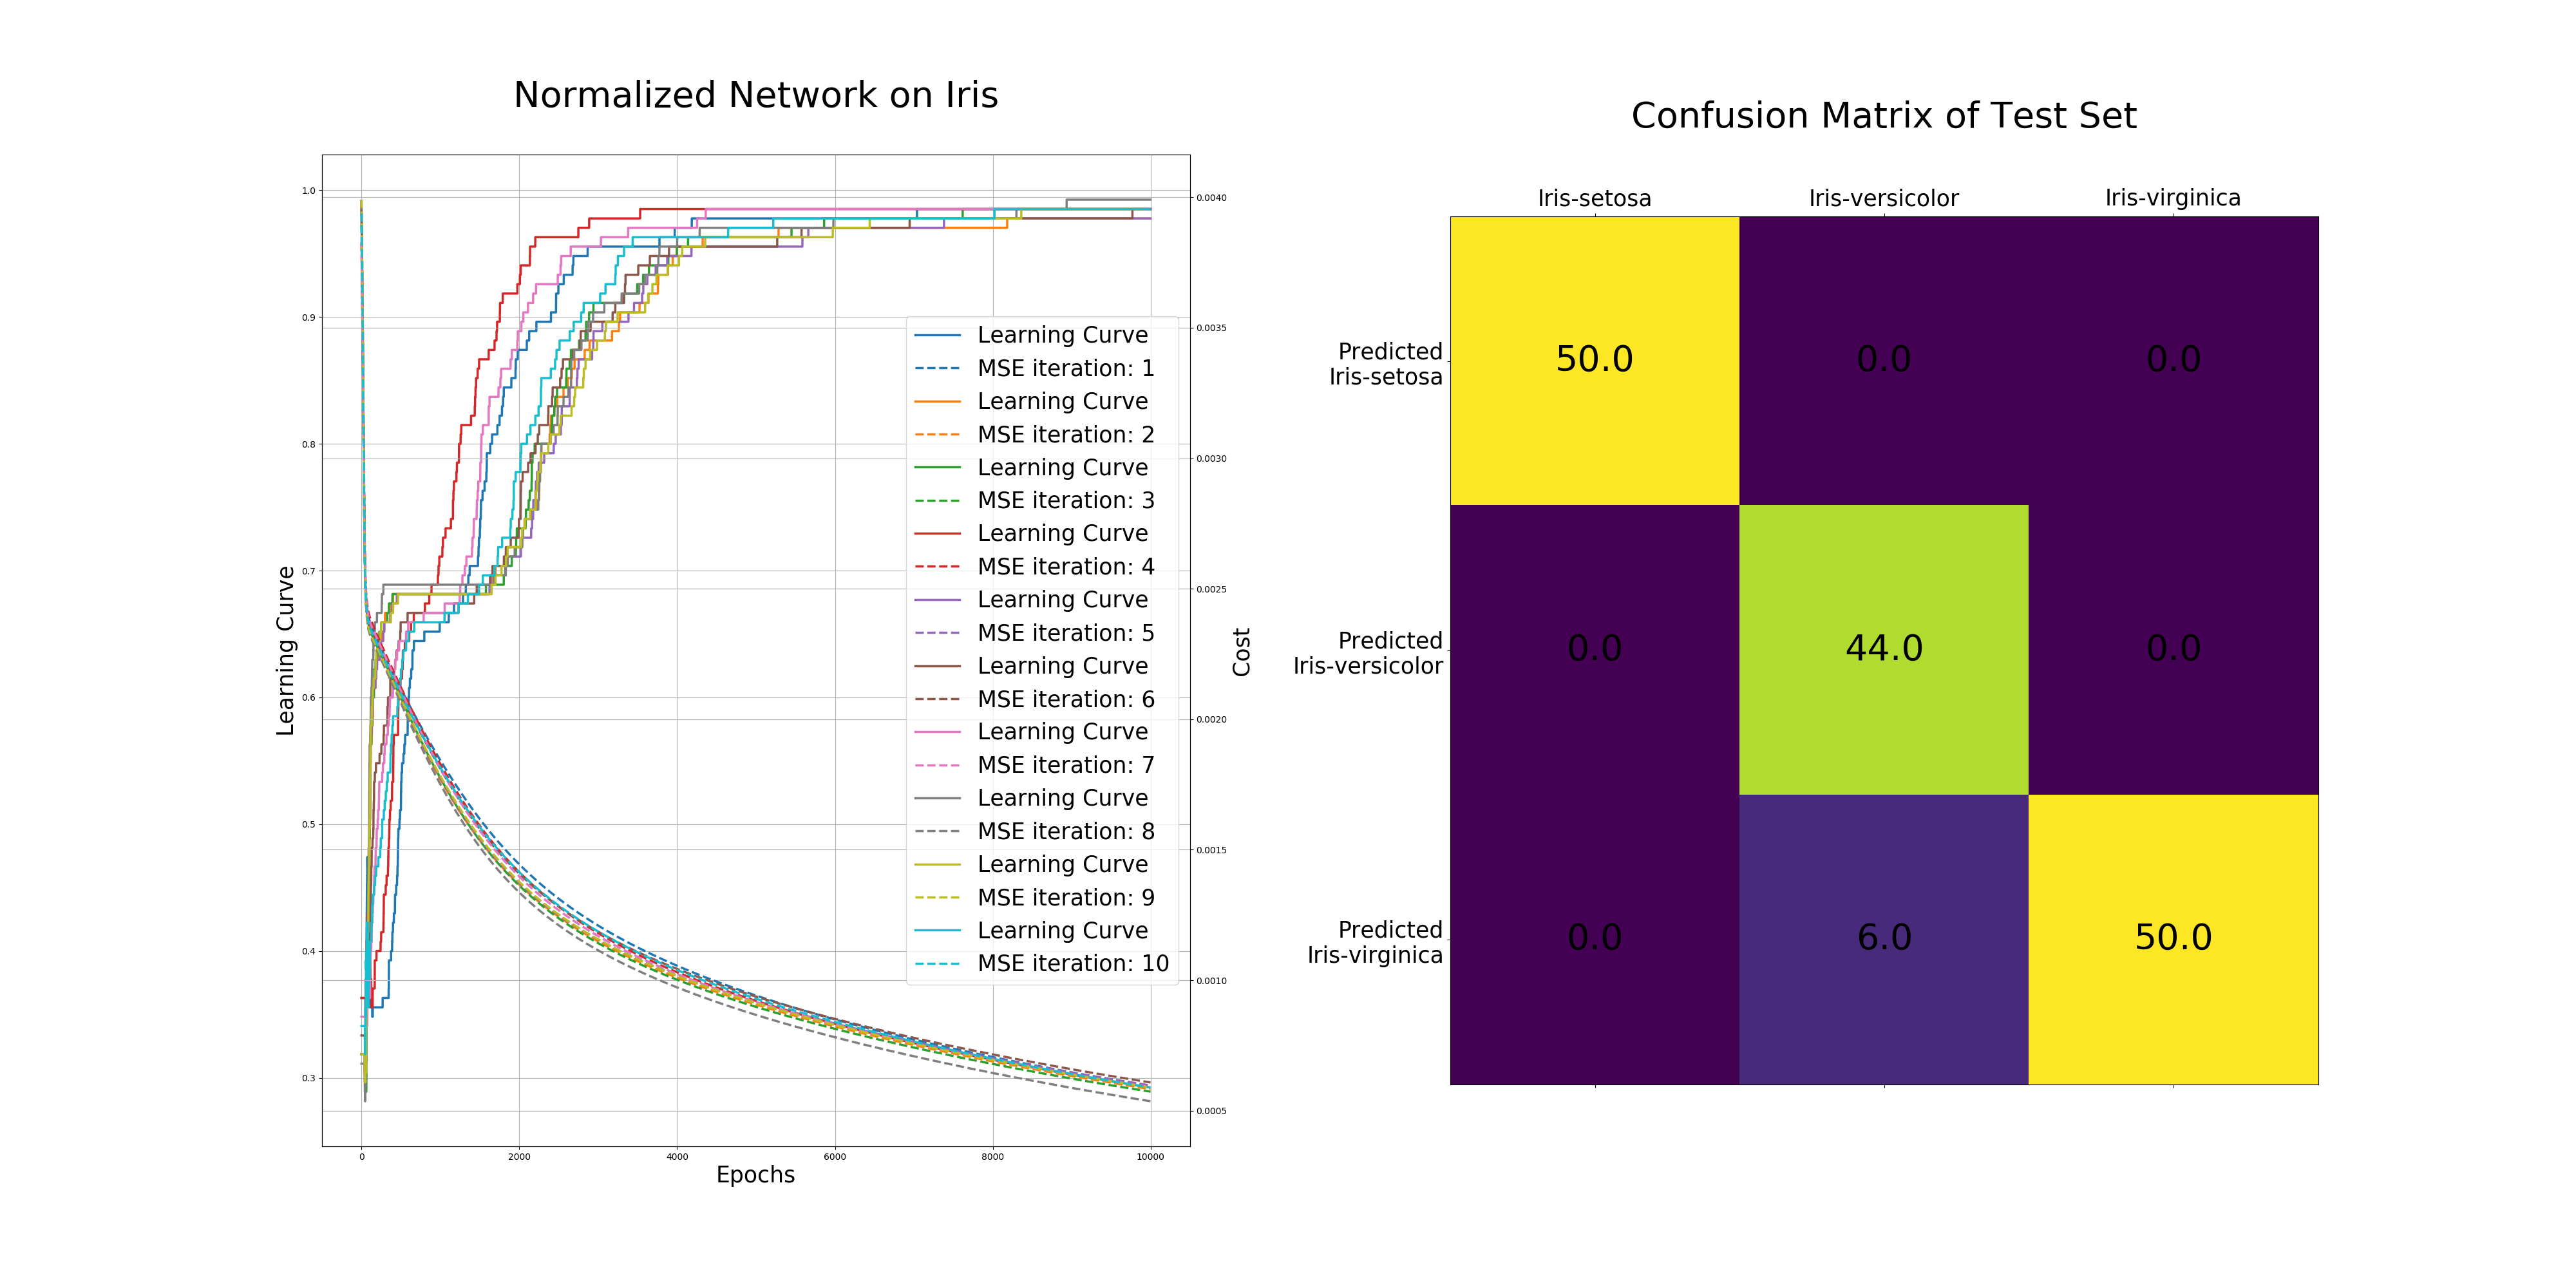 Normalized Network on Iris
1.0
0.9
0.8
0.7
0.6
0.5
0.4
0.3
Learning Curve
0
2000
4000
6000
8000
10000
Epochs
0.0040
0.0035
0.0030
0.0025
0.0020
0.0015
0.0010
0.0005
Cost
Learning Curve
MSE iteration: 1
Learning Curve
MSE iteration: 2
Learning Curve
MSE iteration: 3
Learning Curve
MSE iteration: 4
Learning Curve
MSE iteration: 5
Learning Curve
MSE iteration: 6
Learning Curve
MSE iteration: 7
Learning Curve
MSE iteration: 8
Learning Curve
MSE iteration: 9
Learning Curve
MSE iteration: 10
Confusion Matrix of Test Set
Iris-setosa Iris-versicolor Iris-virginica
Predicted
Iris-setosa
50.0 0.0 0.0
Predicted
Iris-versicolor
0.0 44.0 0.0
Predicted
Iris-virginica
0.0 6.0 50.0